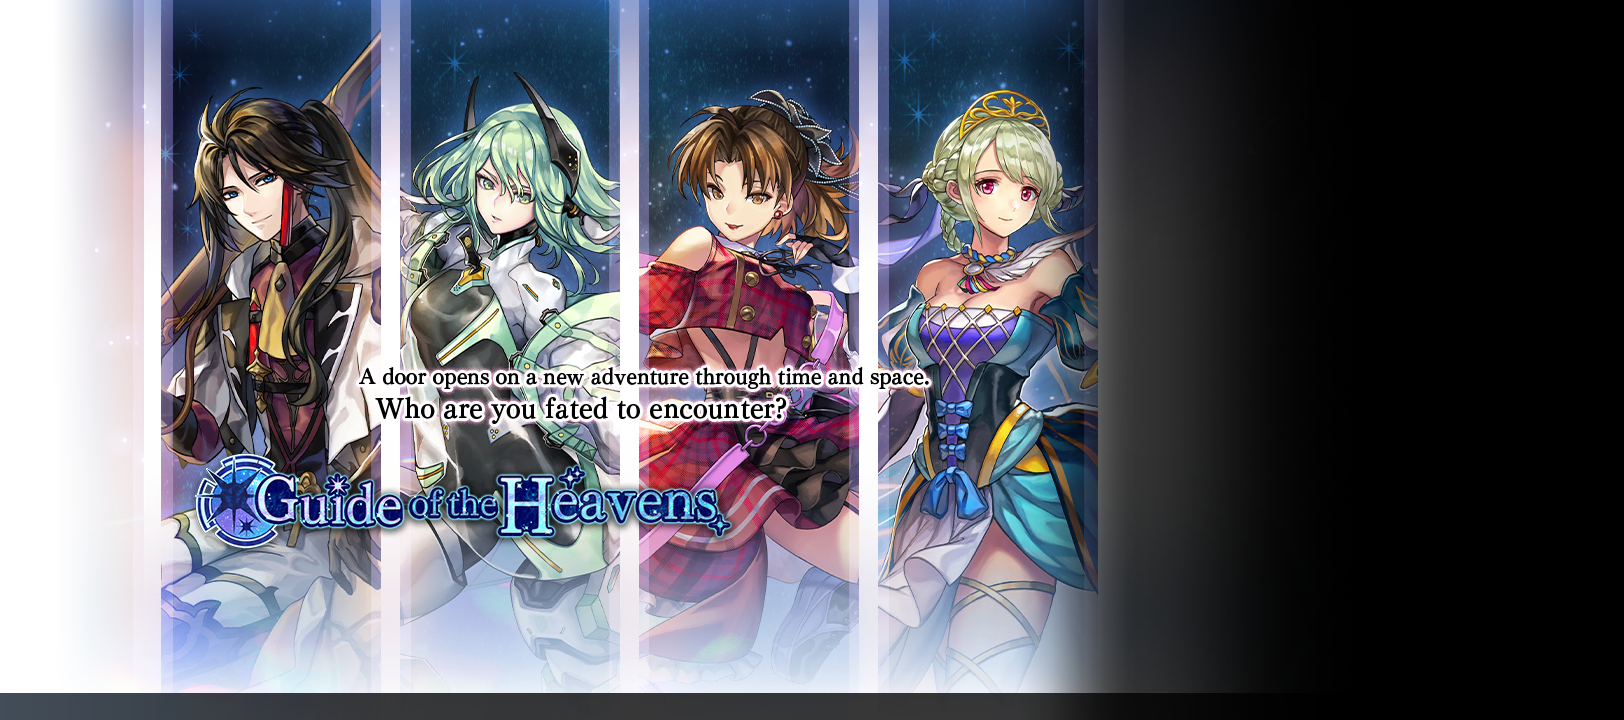 A door opens on a new adventure through time and space.
Who are you fated to encounter?
Guide of the Heavens